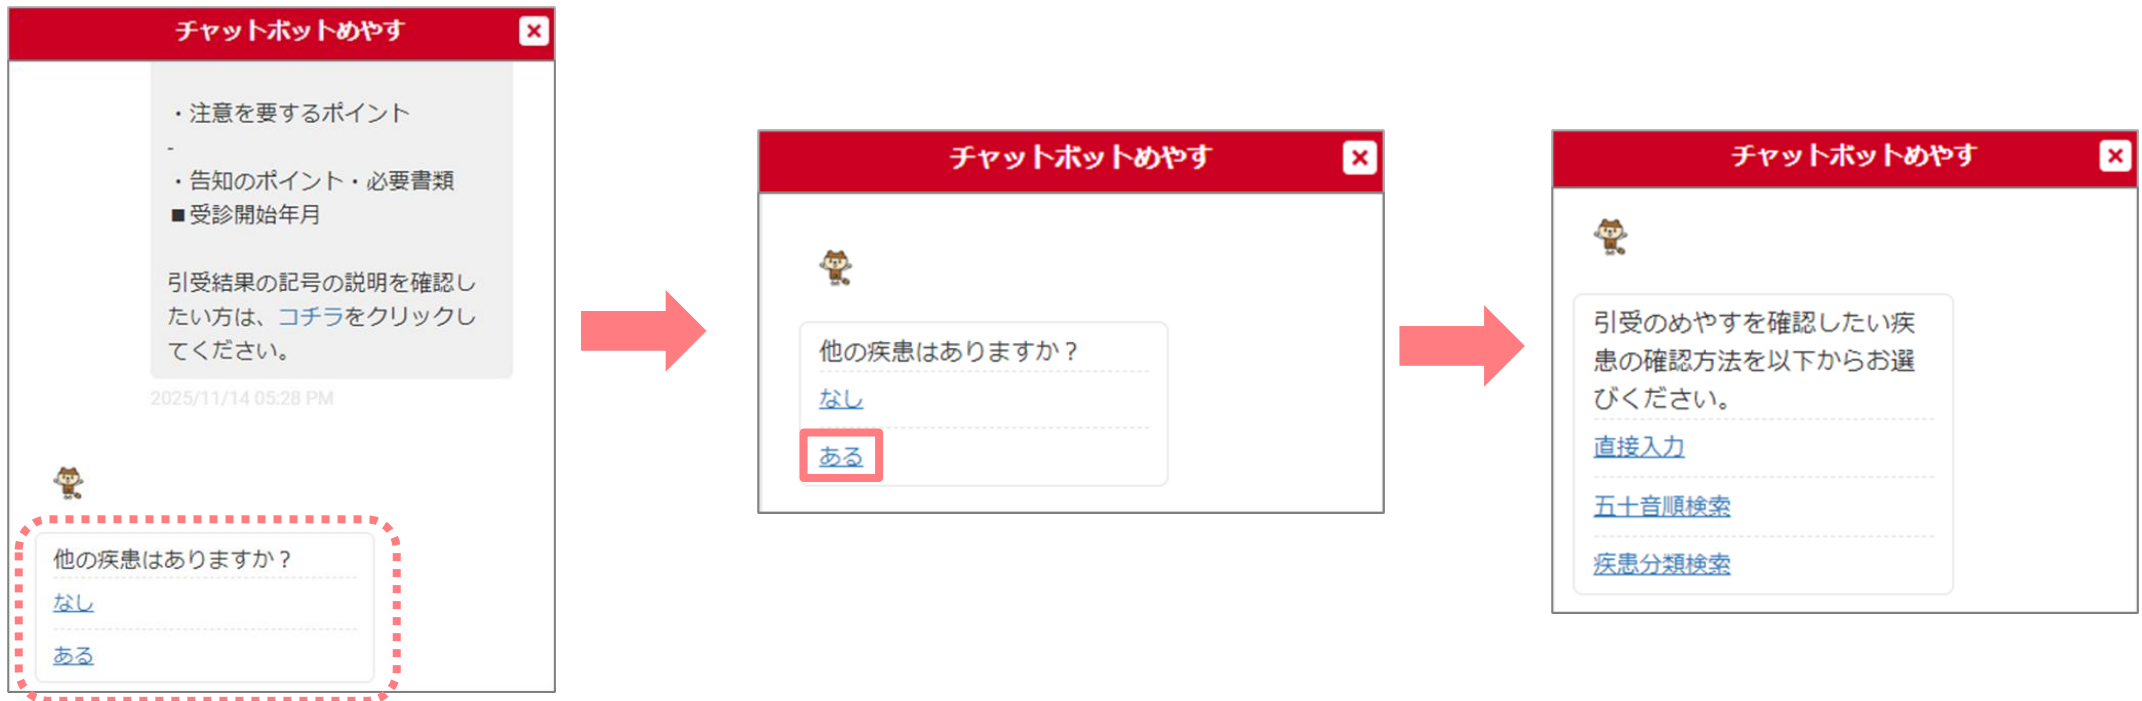 チャットボットめやす
・注意を要するポイント
-
・告知のポイント・必要書類
■受診開始年月
引受結果の記号の説明を確認し
たい方は、コチラをクリックし
てください。
2025/11/14 05:28 PM
他の疾患はありますか？
なし
ある
チャットボットめやす
他の疾患はありますか？
なし
ある
チャットボットめやす
引受のめやすを確認したい疾
患の確認方法を以下からお選
びください。
直接入力
五十音順検索
疾患分類検索